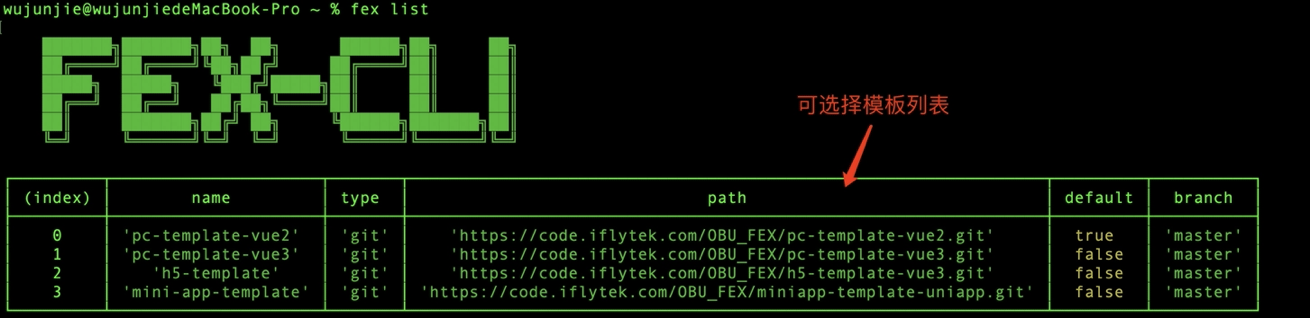 wujunjie@wujunjiedeMacBook-Pro ~ % fex list
FEX-CLI
可选择模板列表
(index) name type path default branch
0 'pc-template-vue2' 'git' 'https://code.iflytek.com/OBU_FEX/pc-template-vue2.git' true 'master'
1 'pc-template-vue3' 'git' 'https://code.iflytek.com/OBU_FEX/pc-template-vue3.git' false 'master'
2 'h5-template' 'git' 'https://code.iflytek.com/OBU_FEX/h5-template-vue3.git' false 'master'
3 'mini-app-template' 'git' 'https://code.iflytek.com/OBU_FEX/miniapp-template-uniapp.git' false 'master'